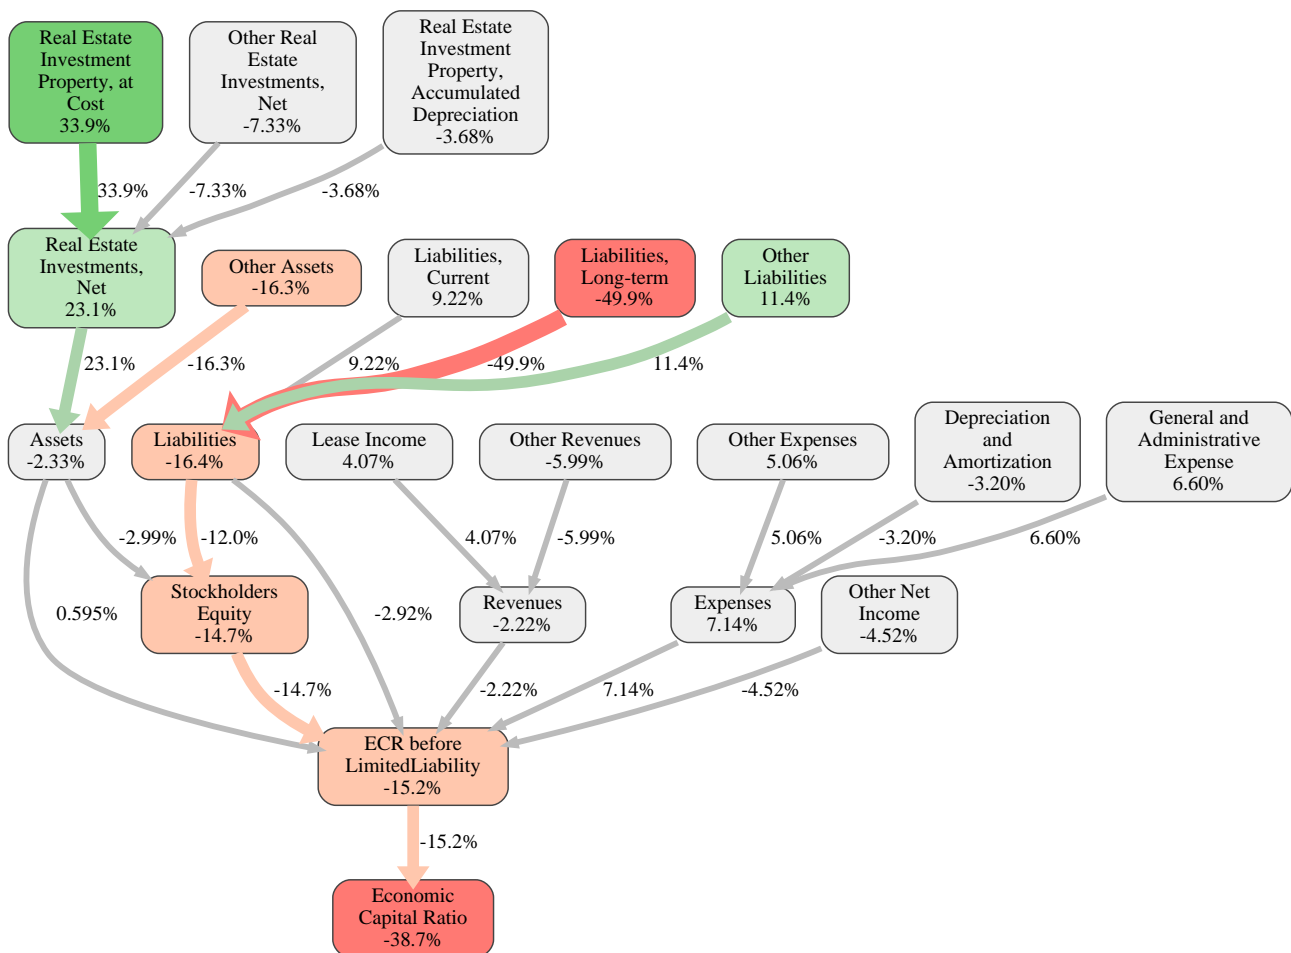 Real Estate
Investment
Property, at
Cost
33.9%
Other Real
Estate
Investments,
Net
-7.33%
Real Estate
Investment
Property,
Accumulated
Depreciation
-3.68%
33.9%
-7.33%
-3.68%
Real Estate
Investments,
Net
23.1%
Other Assets
-16.3%
Liabilities,
Current
9.22%
Liabilities,
Long-term
-49.9%
Other
Liabilities
11.4%
23.1%
-16.3%
9.22%
-49.9%
11.4%
Assets
-2.33%
Liabilities
-16.4%
Lease Income
4.07%
Other Revenues
-5.99%
Other Expenses
5.06%
Depreciation
and
Amortization
-3.20%
General and
Administrative
Expense
6.60%
-2.99%
-12.0%
4.07%
-5.99%
5.06%
-3.20%
6.60%
Stockholders
Equity
-14.7%
0.595%
-2.92%
Revenues
-2.22%
Expenses
7.14%
Other Net
Income
-4.52%
-14.7%
-2.22%
7.14%
-4.52%
ECR before
LimitedLiability
-15.2%
-15.2%
Economic
Capital Ratio
-38.7%